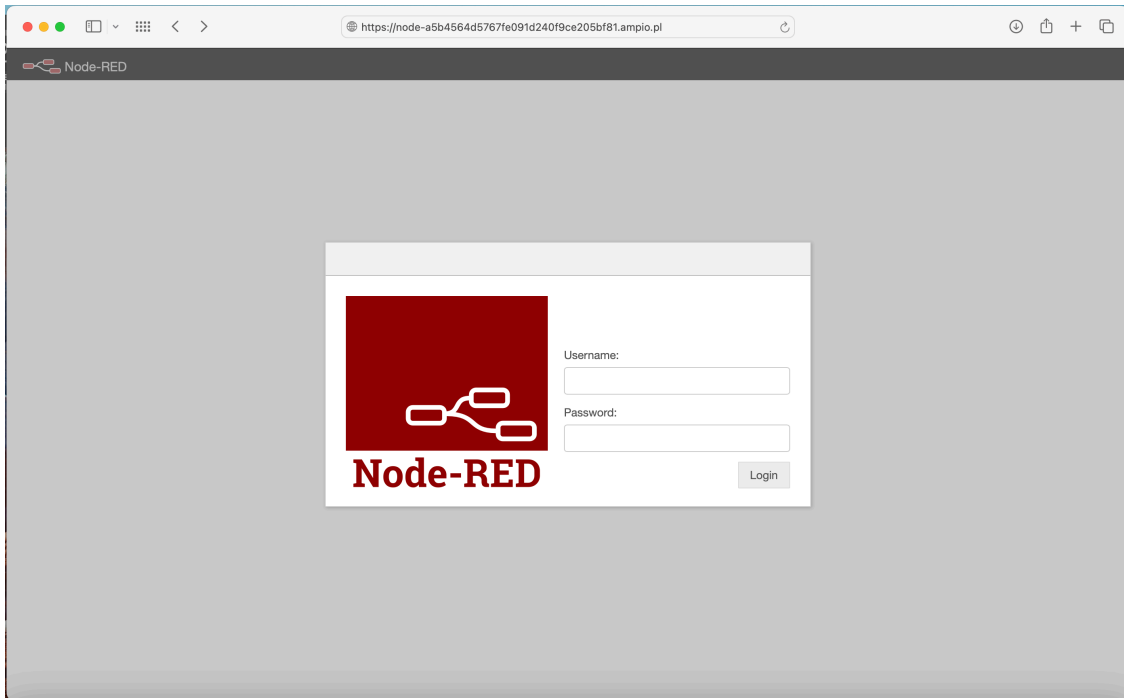 https://node-a5b4564d5767fe091d240f9ce205bf81.ampio.pl
Node-RED
Username:
Password:
Node-RED
Login